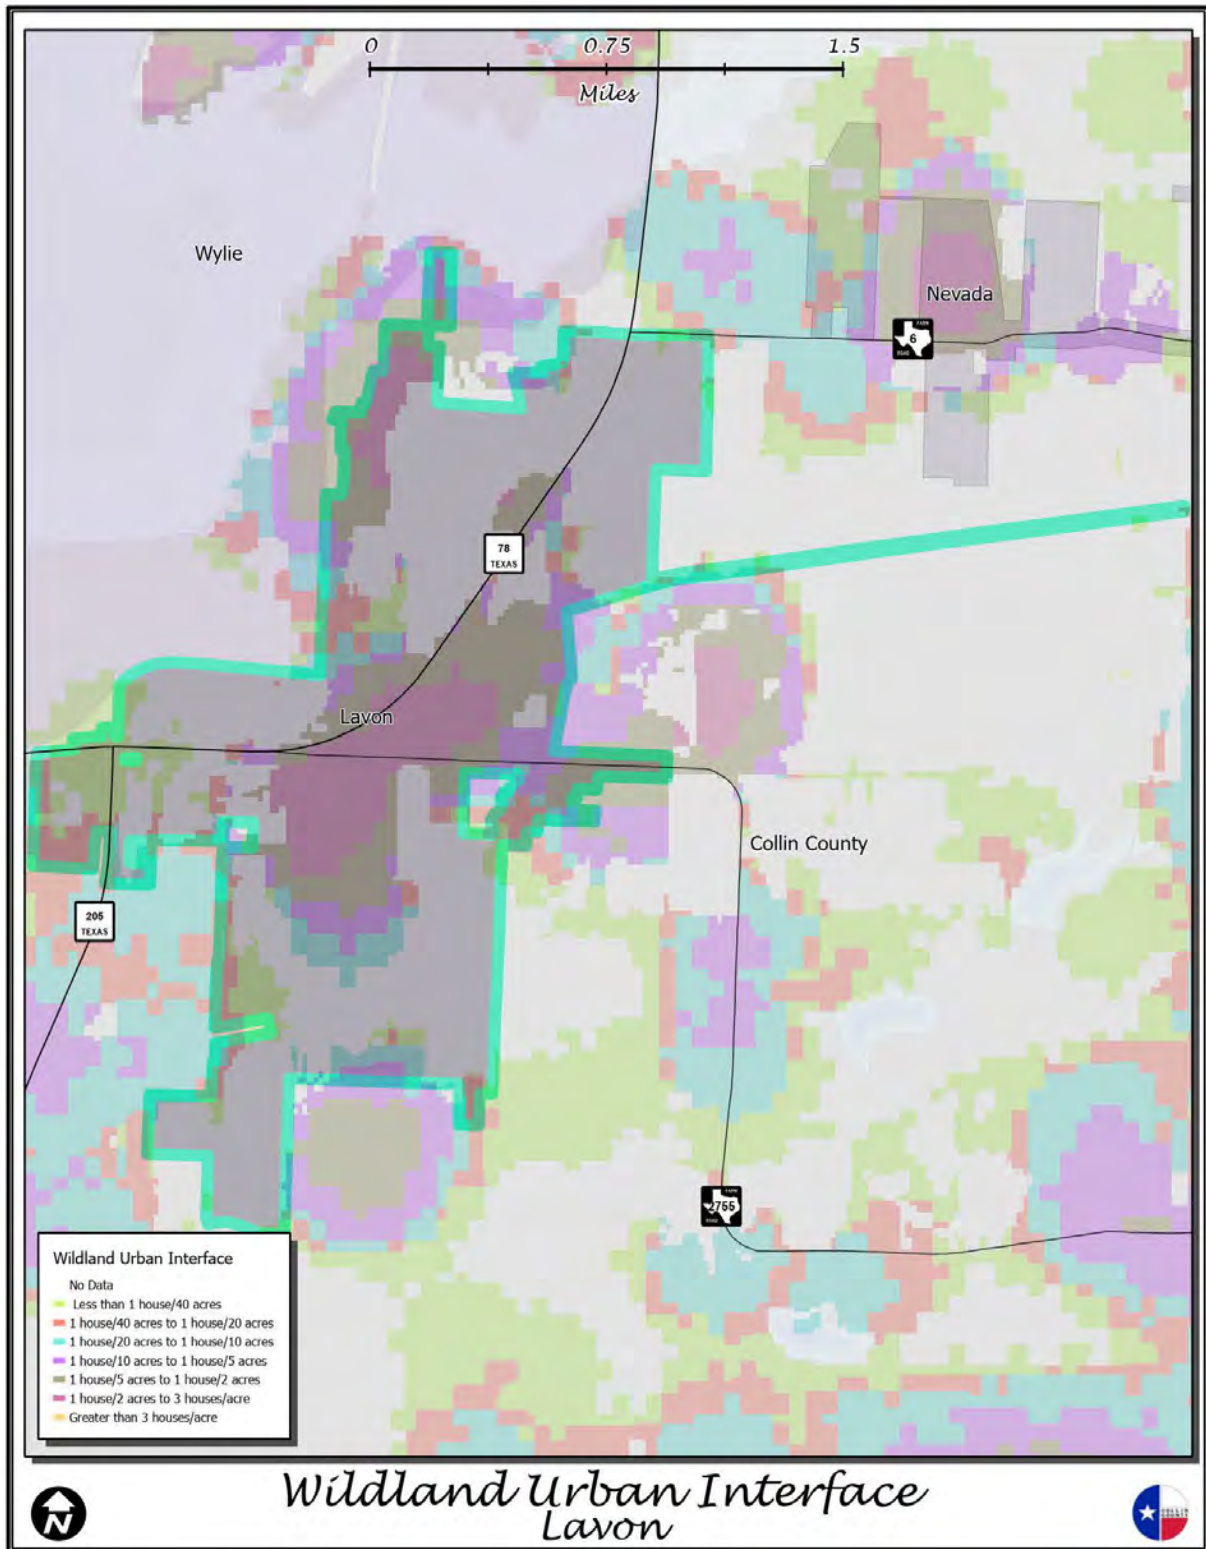 0 0.75 1.5
Miles
Wylie
Nevada
6
78
TEXAS
Lavon
Collin County
205
TEXAS
2755
Wildland Urban Interface
No Data
Less than 1 house/40 acres
1 house/40 acres to 1 house/20 acres
1 house/20 acres to 1 house/10 acres
1 house/10 acres to 1 house/5 acres
1 house/5 acres to 1 house/2 acres
1 house/2 acres to 3 houses/acre
Greater than 3 houses/acre
N
Wildland Urban Interface
Lavon
COLLIN
COUNTY